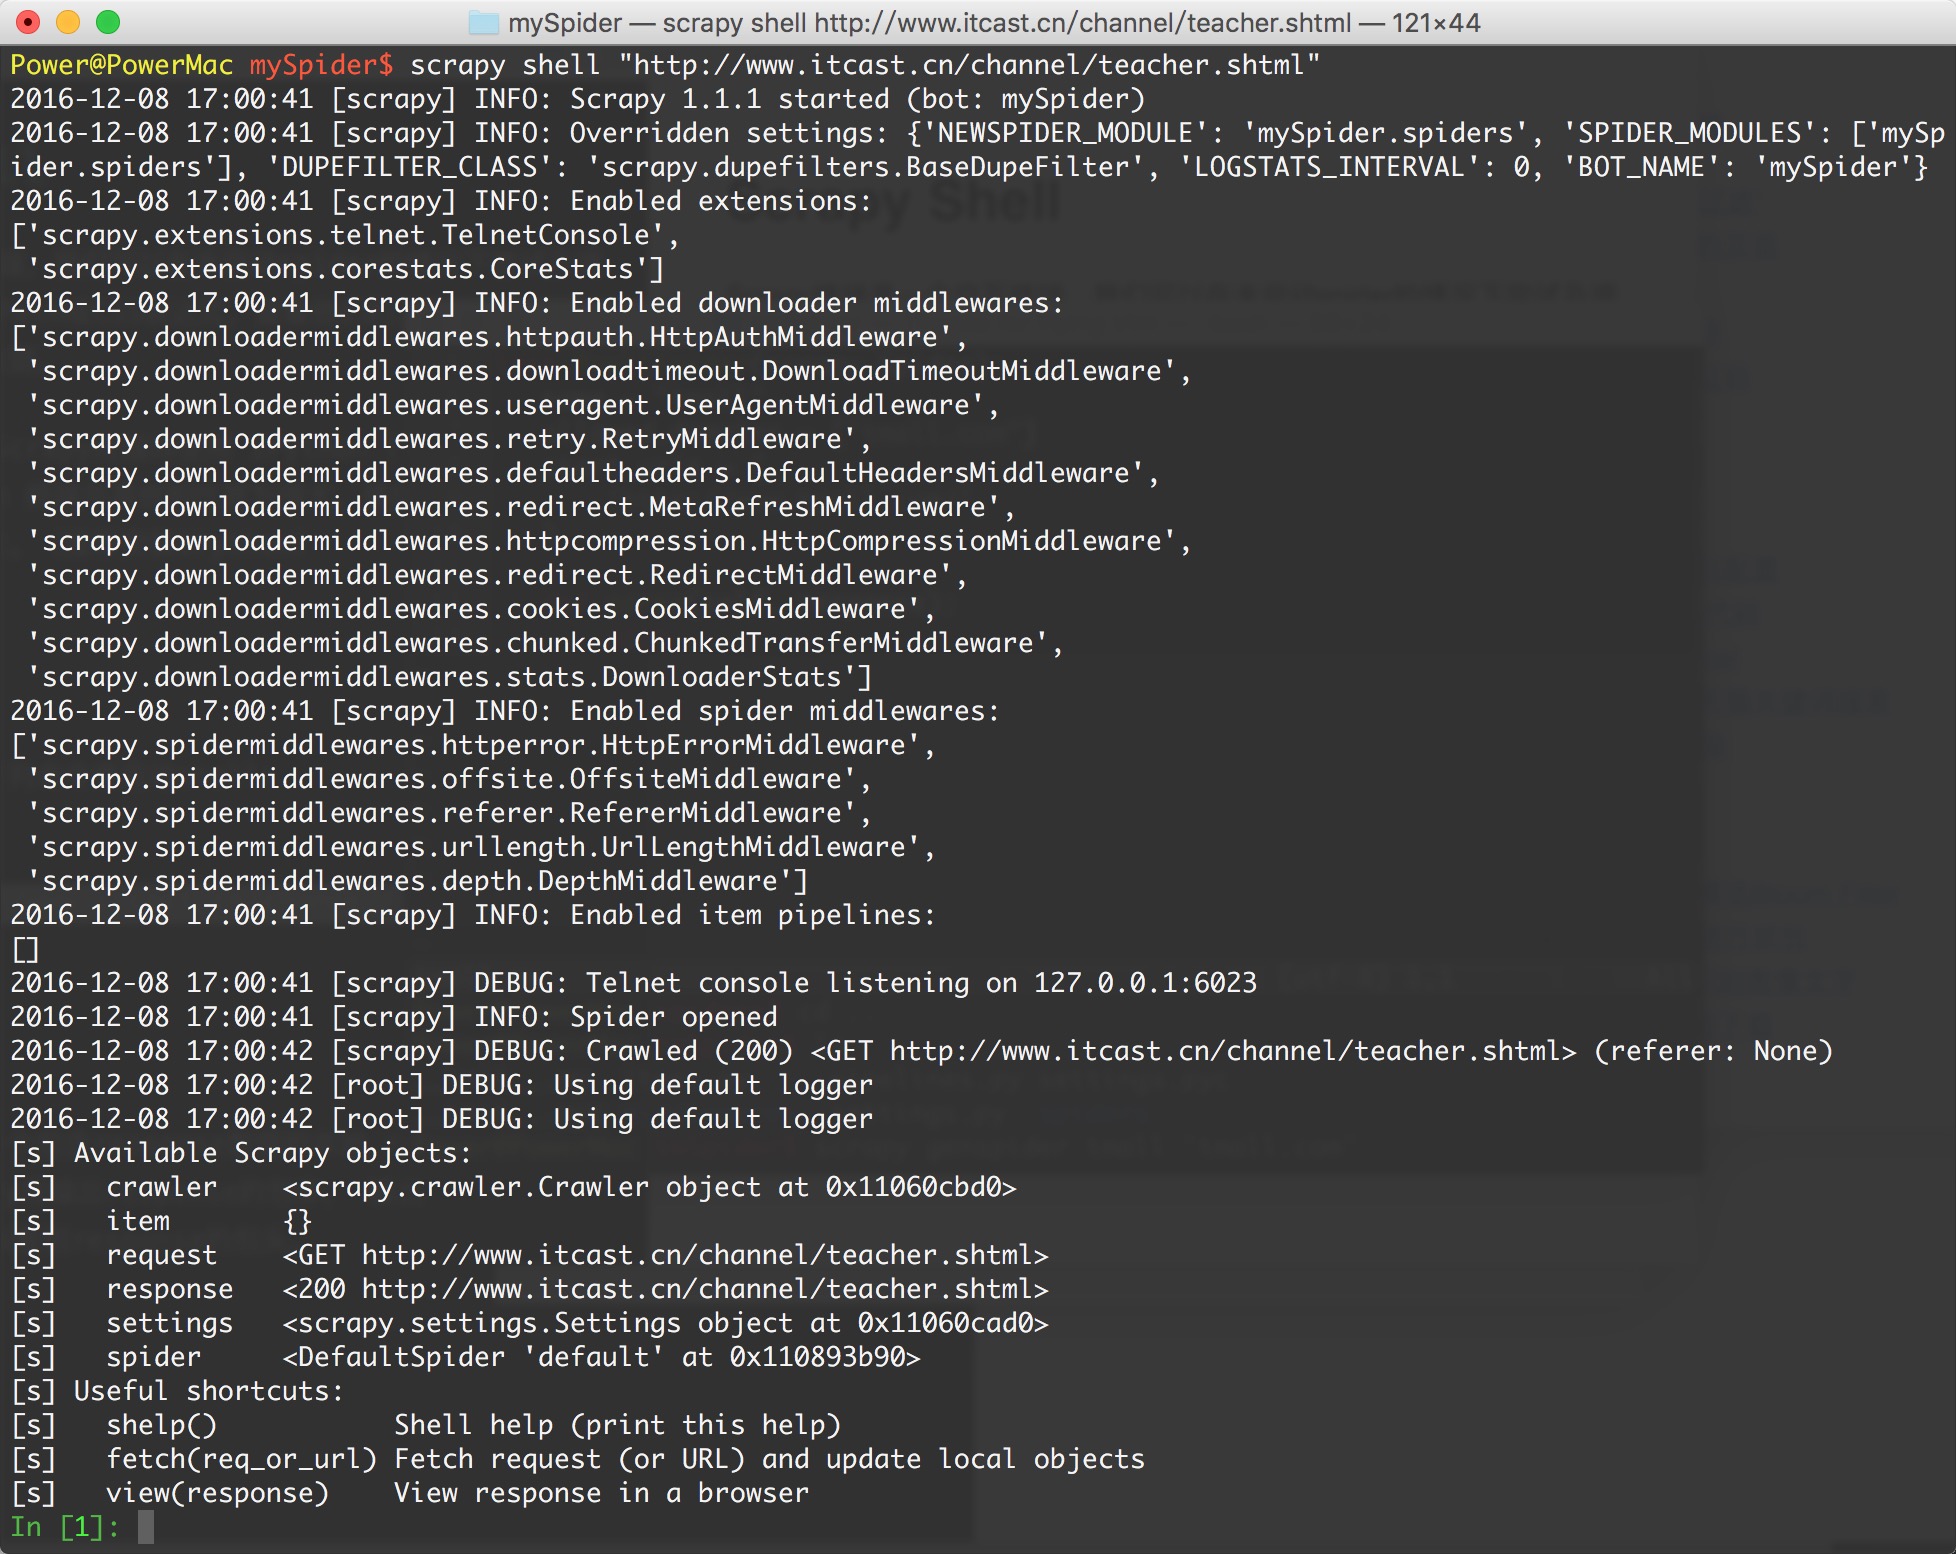 mySpider — scrapy shell http://www.itcast.cn/channel/teacher.shtml — 121×44
Power@PowerMac mySpider$ scrapy shell "http://www.itcast.cn/channel/teacher.shtml"
2016-12-08 17:00:41 [scrapy] INFO: Scrapy 1.1.1 started (bot: mySpider)
2016-12-08 17:00:41 [scrapy] INFO: Overridden settings: {'NEWSPIDER_MODULE': 'mySpider.spiders', 'SPIDER_MODULES': ['mySp
ider.spiders'], 'DUPEFILTER_CLASS': 'scrapy.dupefilters.BaseDupeFilter', 'LOGSTATS_INTERVAL': 0, 'BOT_NAME': 'mySpider'}
2016-12-08 17:00:41 [scrapy] INFO: Enabled extensions:
['scrapy.extensions.telnet.TelnetConsole',
 'scrapy.extensions.corestats.CoreStats']
2016-12-08 17:00:41 [scrapy] INFO: Enabled downloader middlewares:
['scrapy.downloadermiddlewares.httpauth.HttpAuthMiddleware',
 'scrapy.downloadermiddlewares.downloadtimeout.DownloadTimeoutMiddleware',
 'scrapy.downloadermiddlewares.useragent.UserAgentMiddleware',
 'scrapy.downloadermiddlewares.retry.RetryMiddleware',
 'scrapy.downloadermiddlewares.defaultheaders.DefaultHeadersMiddleware',
 'scrapy.downloadermiddlewares.redirect.MetaRefreshMiddleware',
 'scrapy.downloadermiddlewares.httpcompression.HttpCompressionMiddleware',
 'scrapy.downloadermiddlewares.redirect.RedirectMiddleware',
 'scrapy.downloadermiddlewares.cookies.CookiesMiddleware',
 'scrapy.downloadermiddlewares.chunked.ChunkedTransferMiddleware',
 'scrapy.downloadermiddlewares.stats.DownloaderStats']
2016-12-08 17:00:41 [scrapy] INFO: Enabled spider middlewares:
['scrapy.spidermiddlewares.httperror.HttpErrorMiddleware',
 'scrapy.spidermiddlewares.offsite.OffsiteMiddleware',
 'scrapy.spidermiddlewares.referer.RefererMiddleware',
 'scrapy.spidermiddlewares.urllength.UrlLengthMiddleware',
 'scrapy.spidermiddlewares.depth.DepthMiddleware']
2016-12-08 17:00:41 [scrapy] INFO: Enabled item pipelines:
[]
2016-12-08 17:00:41 [scrapy] DEBUG: Telnet console listening on 127.0.0.1:6023
2016-12-08 17:00:41 [scrapy] INFO: Spider opened
2016-12-08 17:00:42 [scrapy] DEBUG: Crawled (200) <GET http://www.itcast.cn/channel/teacher.shtml> (referer: None)
2016-12-08 17:00:42 [root] DEBUG: Using default logger
2016-12-08 17:00:42 [root] DEBUG: Using default logger
[s] Available Scrapy objects:
[s]   crawler    <scrapy.crawler.Crawler object at 0x11060cbd0>
[s]   item       {}
[s]   request    <GET http://www.itcast.cn/channel/teacher.shtml>
[s]   response   <200 http://www.itcast.cn/channel/teacher.shtml>
[s]   settings   <scrapy.settings.Settings object at 0x11060cad0>
[s]   spider     <DefaultSpider 'default' at 0x110893b90>
[s] Useful shortcuts:
[s]   shelp()           Shell help (print this help)
[s]   fetch(req_or_url) Fetch request (or URL) and update local objects
[s]   view(response)    View response in a browser
In [1]: